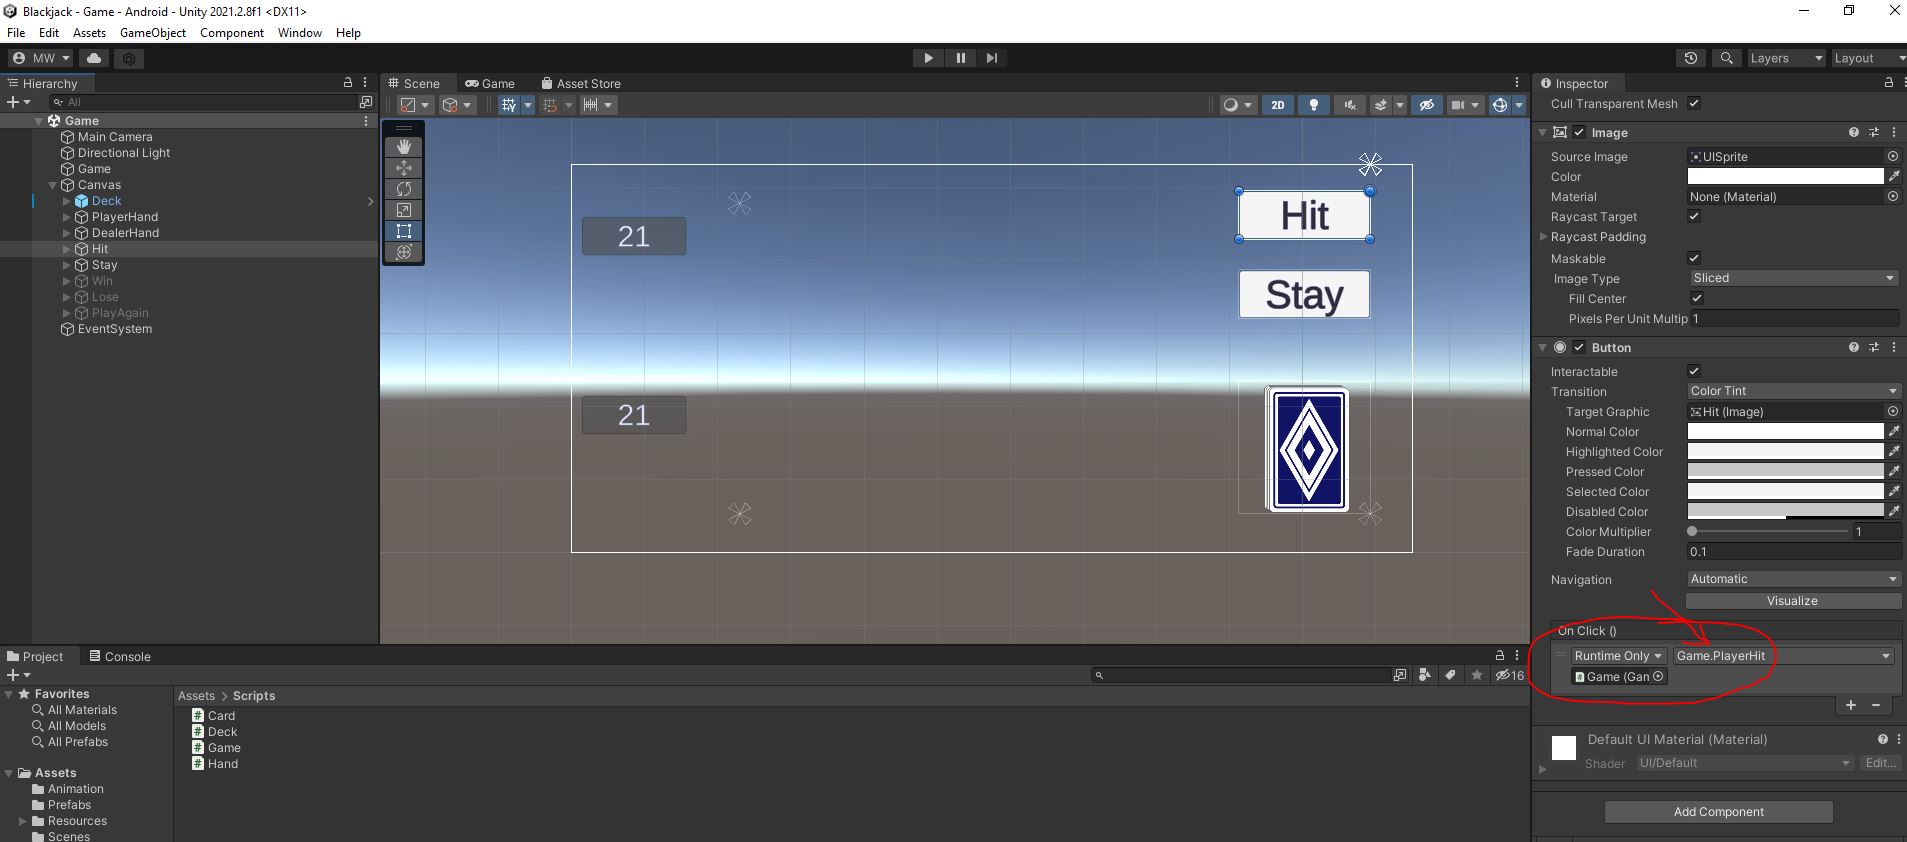 Blackjack - Game - Android - Unity 2021.2.8f1 <DX11>
File Edit Assets GameObject Component Window Help
MW
Layers
Layout
Hierarchy
All
Game
Main Camera
Directional Light
Game
Canvas
Deck
PlayerHand
DealerHand
Hit
Stay
Win
Lose
PlayAgain
EventSystem
Scene Game Asset Store
2D
21
Hit
Stay
21
Inspector
Cull Transparent Mesh
Image
Source Image UISprite
Color
Material None (Material)
Raycast Target
Raycast Padding
Maskable
Image Type Sliced
Fill Center
Pixels Per Unit Multip 1
Button
Interactable
Transition Color Tint
Target Graphic Hit (Image)
Normal Color
Highlighted Color
Pressed Color
Selected Color
Disabled Color
Color Multiplier 1
Fade Duration 0.1
Navigation Automatic
Visualize
On Click ()
Runtime Only Game.PlayerHit
Game (Gan
Default UI Material (Material)
Shader UI/Default Edit...
Add Component
Project Console
16
Favorites
All Materials
All Models
All Prefabs
Assets
Animation
Prefabs
Resources
Scenes
Assets > Scripts
Card
Deck
Game
Hand